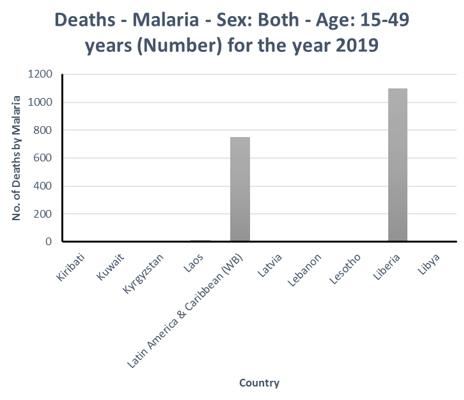 Deaths - Malaria - Sex: Both - Age: 15-49
years (Number) for the year 2019
No. of Deaths by Malaria
1200
1000
800
600
400
200
0
Kiribati
Kuwait
Kyrgyzstan
Laos
Latin America & Caribbean (WB)
Latvia
Lebanon
Lesotho
Liberia
Libya
Country